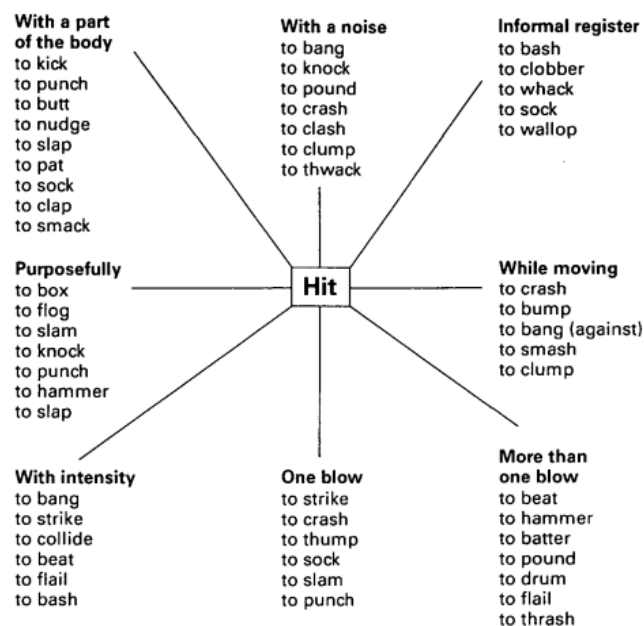 With a part
of the body
to kick
to punch
to butt
to nudge
to slap
to pat
to sock
to clap
to smack
With a noise
to bang
to knock
to pound
to crash
to clash
to clump
to thwack
Informal register
to bash
to clobber
to whack
to sock
to wallop
Purposefully
to box
to flog
to slam
to knock
to punch
to hammer
to slap
Hit
While moving
to crash
to bump
to bang (against)
to smash
to clump
With intensity
to bang
to strike
to collide
to beat
to flail
to bash
One blow
to strike
to crash
to thump
to sock
to slam
to punch
More than
one blow
to beat
to hammer
to batter
to pound
to drum
to flail
to thrash